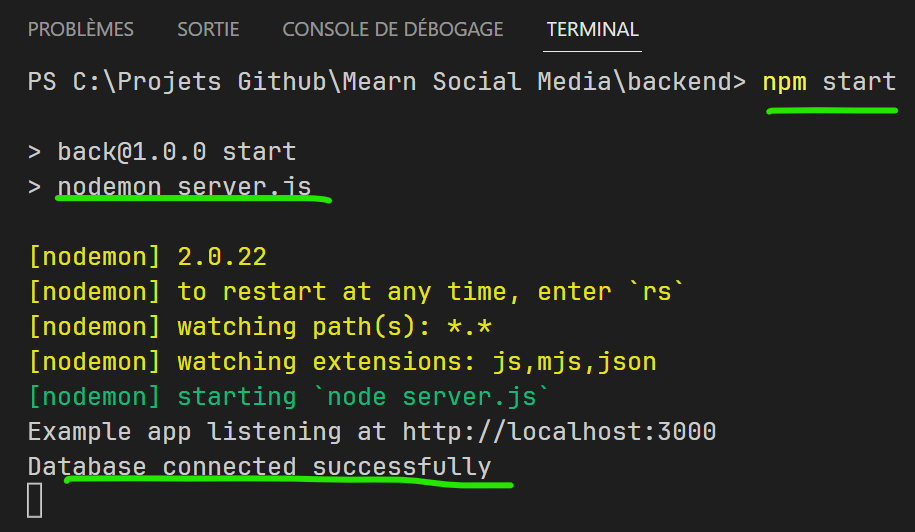 PROBLÈMES SORTIE CONSOLE DE DÉBOGAGE TERMINAL
PS C:\Projets Github\Mearn Social Media\backend> npm start
> back@1.0.0 start
> nodemon server.js
[nodemon] 2.0.22
[nodemon] to restart at any time, enter `rs`
[nodemon] watching path(s): *.*
[nodemon] watching extensions: js,mjs,json
[nodemon] starting `node server.js`
Example app listening at http://localhost:3000
Database connected successfully